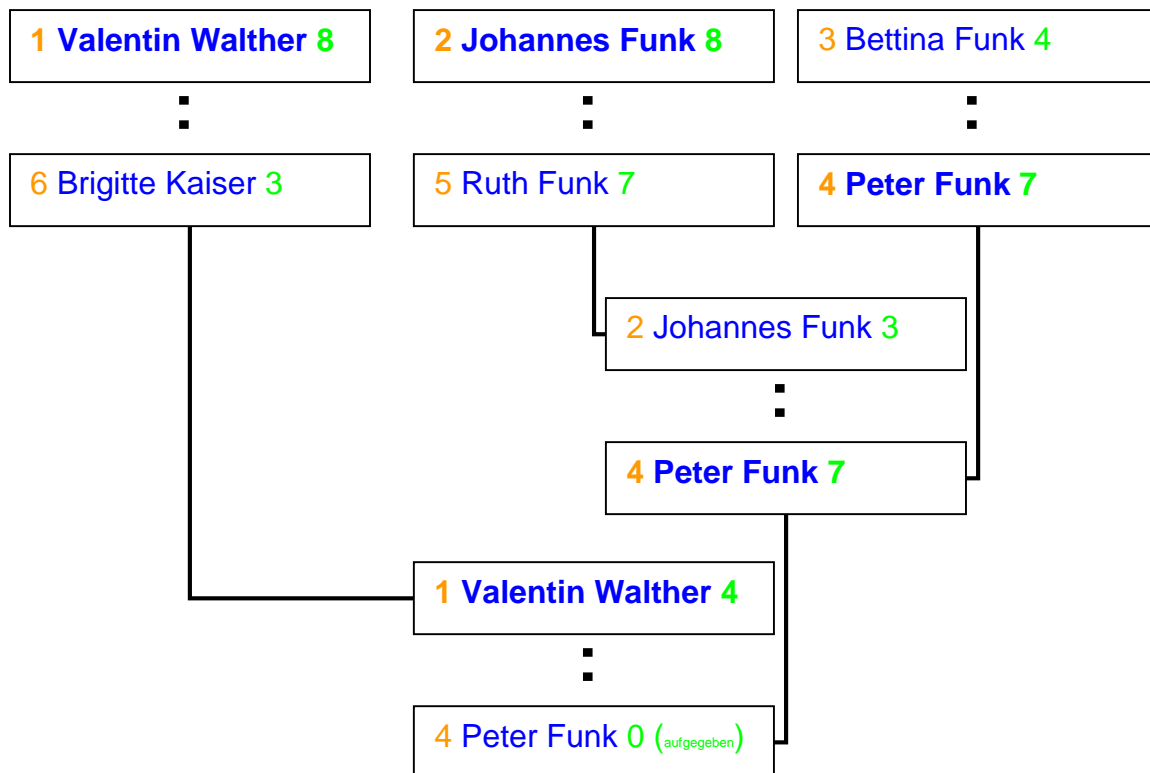 1 Valentin Walther 8
2 Johannes Funk 8
3 Bettina Funk 4
:
:
:
6 Brigitte Kaiser 3
5 Ruth Funk 7
4 Peter Funk 7
2 Johannes Funk 3
:
4 Peter Funk 7
1 Valentin Walther 4
:
4 Peter Funk 0 (aufgegeben)